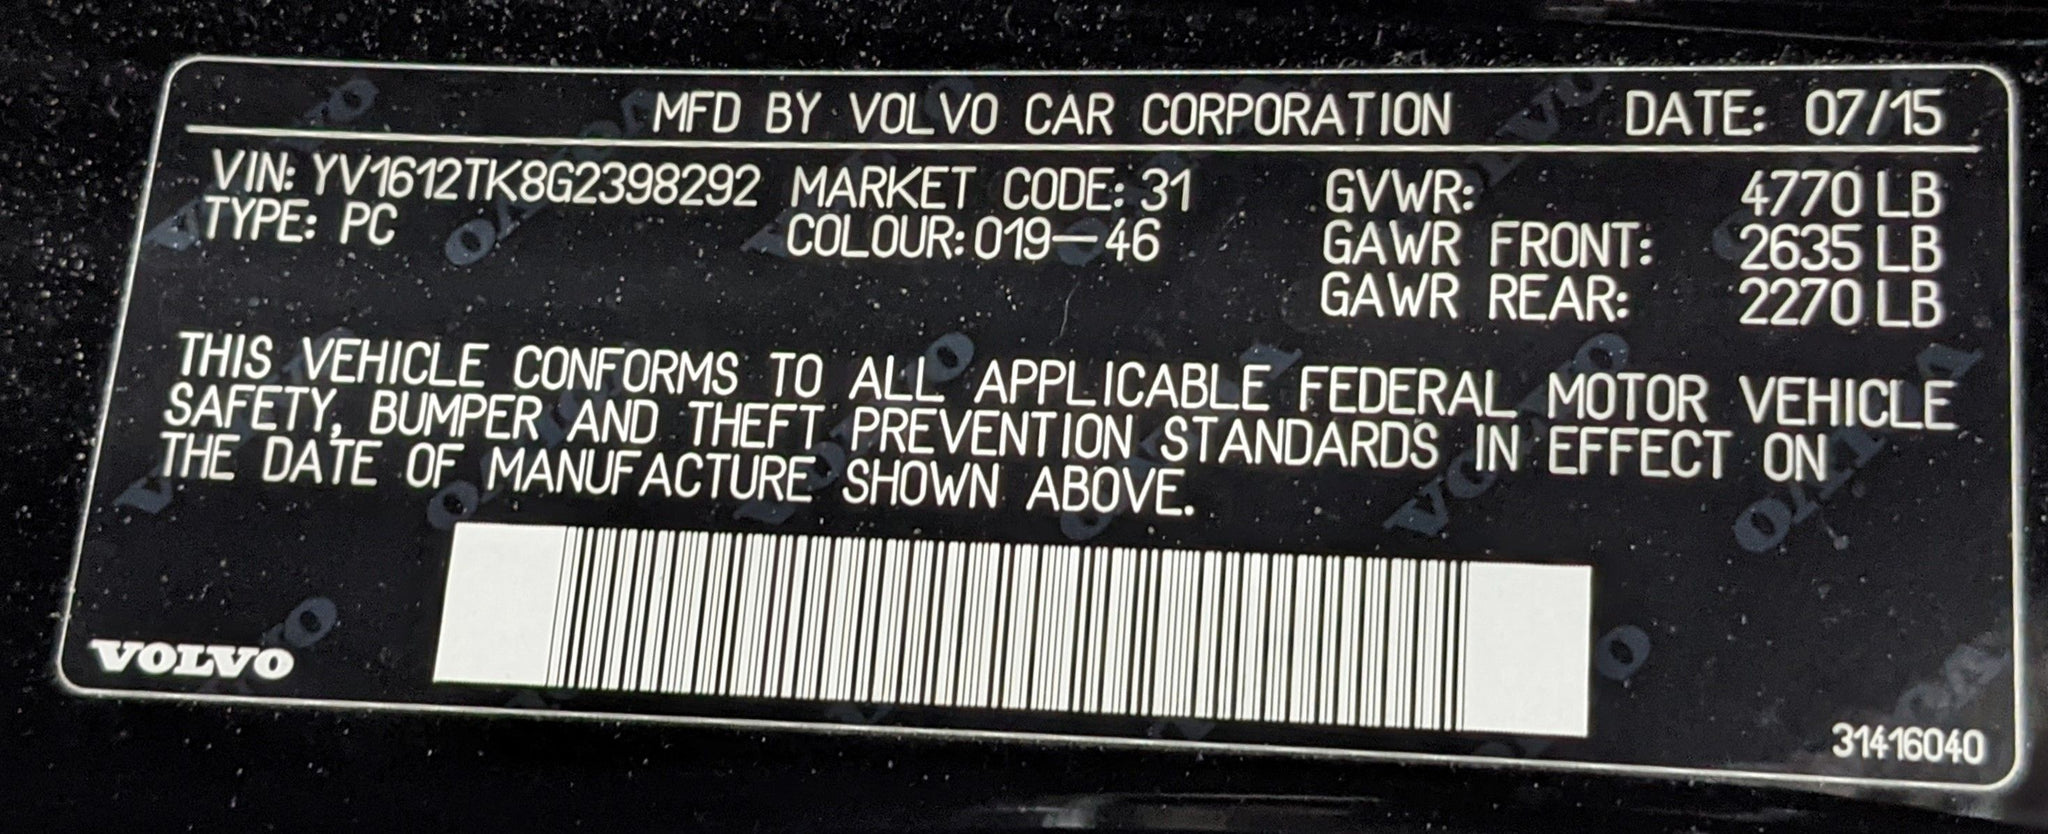 MFD BY VOLVO CAR CORPORATION DATE: 07/15
VIN: YV1612TK8G2398292 MARKET CODE: 31 GVWR: 4770 LB
TYPE: PC COLOUR: 019—46 GAWR FRONT: 2635 LB
GAWR REAR: 2270 LB
THIS VEHICLE CONFORMS TO ALL APPLICABLE FEDERAL MOTOR VEHICLE
SAFETY, BUMPER AND THEFT PREVENTION STANDARDS IN EFFECT ON
THE DATE OF MANUFACTURE SHOWN ABOVE.
VOLVO
31416040